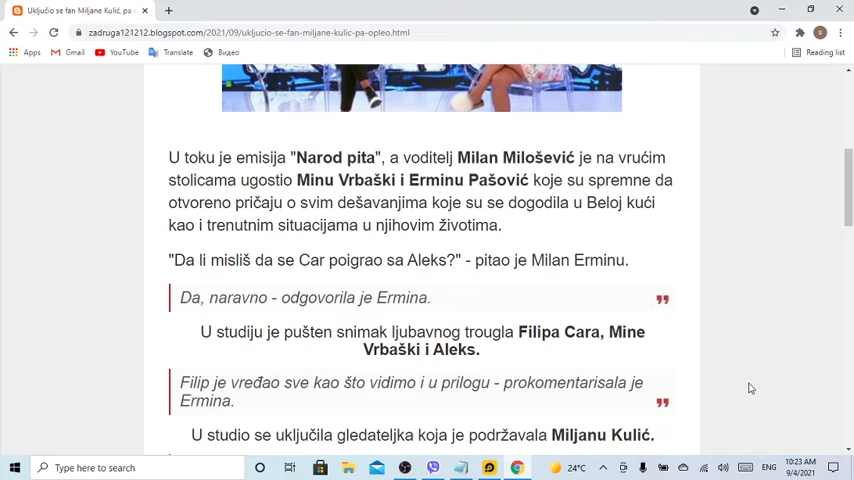 Uključio se fan Miljane Kulić, pa o
zadruga121212.blogspot.com/2021/09/ukljucio-se-fan-miljane-kulic-pa-opleo.html
Apps Gmail YouTube Translate Видео Reading list
U toku je emisija "Narod pita", a voditelj Milan Milošević je na vrućim
stolicama ugostio Minu Vrbaški i Erminu Pašović koje su spremne da
otvoreno pričaju o svim dešavanjima koje su se dogodila u Beloj kući
kao i trenutnim situacijama u njihovim životima.
"Da li misliš da se Car poigrao sa Aleks?" - pitao je Milan Erminu.
Da, naravno - odgovorila je Ermina.
U studiju je pušten snimak ljubavnog trougla Filipa Cara, Mine
Vrbaški i Aleks.
Filip je vređao sve kao što vidimo i u prilogu - prokomentarisala je
Ermina.
U studio se uključila gledateljka koja je podržavala Miljanu Kulić.
Type here to search
24°C
ENG
10:23 AM
9/4/2021